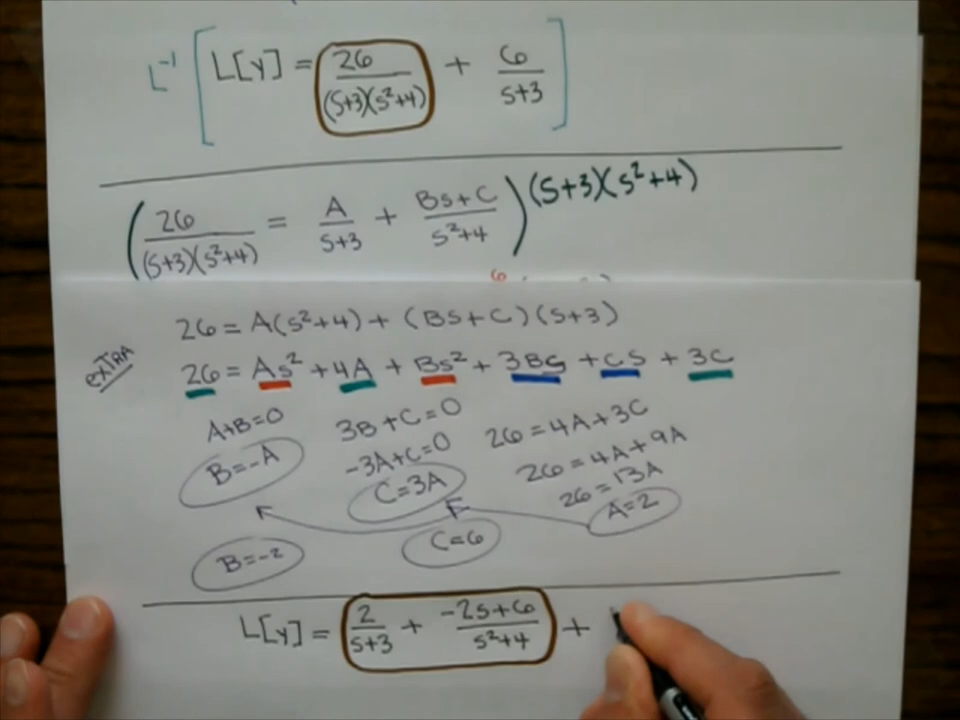 L⁻¹ [ L[y] = 26/((s+3)(s²+4)) + 6/(s+3) ]
( 26/((s+3)(s²+4)) = A/(s+3) + (Bs+C)/(s²+4) ) (s+3)(s²+4)
26 = A(s²+4) + (Bs+C)(s+3)
exTRA
26 = As² + 4A + Bs² + 3Bs + Cs + 3C
A+B=0 3B+C=0 26=4A+3C
B=-A -3A+C=0 26=4A+9A
C=3A 26=13A
A=2
B=-2 C=6
L[y] = 2/(s+3) + (-2s+6)/(s²+4) +